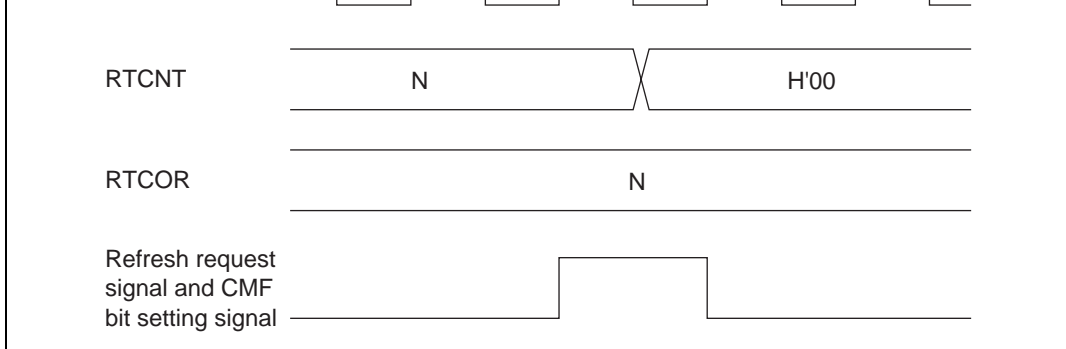 RTCNT
N
H'00
RTCOR
N
Refresh request
signal and CMF
bit setting signal